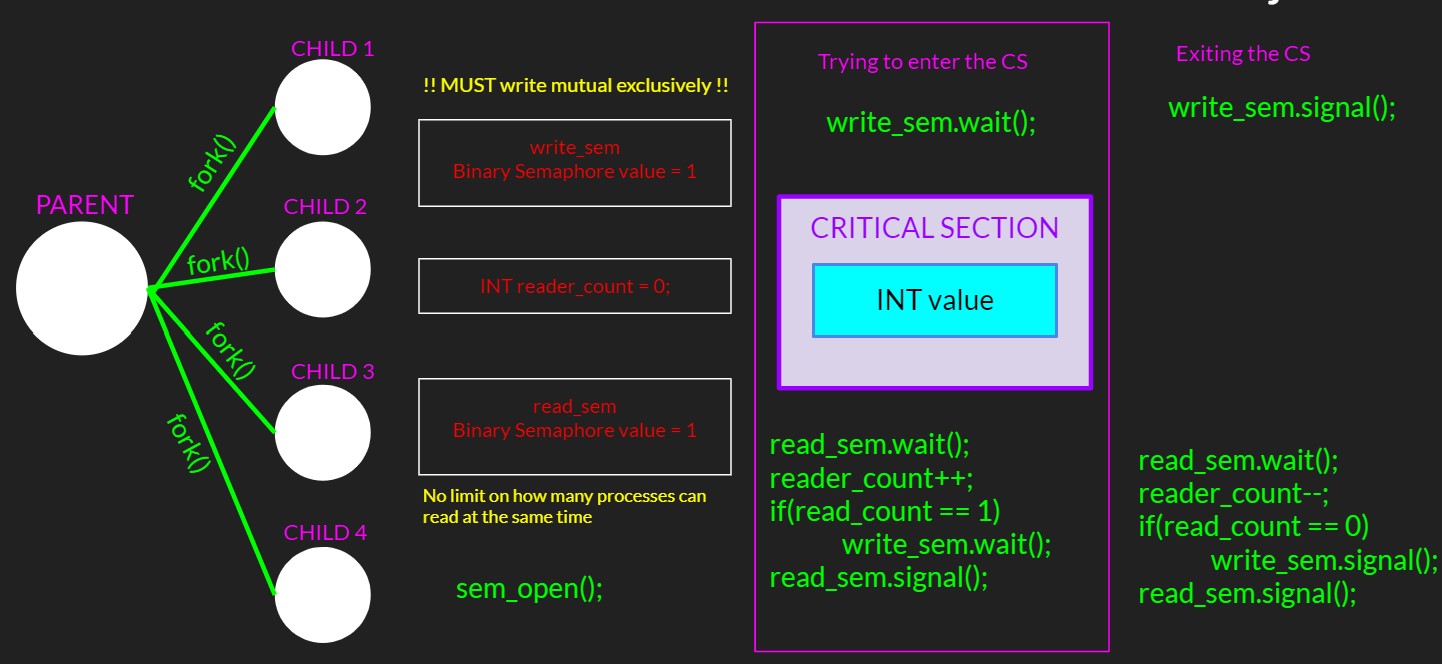 CHILD 1
fork()
PARENT
CHILD 2
fork()
CHILD 3
fork()
CHILD 4
fork()
!! MUST write mutual exclusively !!
write_sem
Binary Semaphore value = 1
INT reader_count = 0;
read_sem
Binary Semaphore value = 1
No limit on how many processes can
read at the same time
sem_open();
Trying to enter the CS
write_sem.wait();
CRITICAL SECTION
INT value
read_sem.wait();
reader_count++;
if(read_count == 1)
write_sem.wait();
read_sem.signal();
Exiting the CS
write_sem.signal();
read_sem.wait();
reader_count--;
if(read_count == 0)
write_sem.signal();
read_sem.signal();